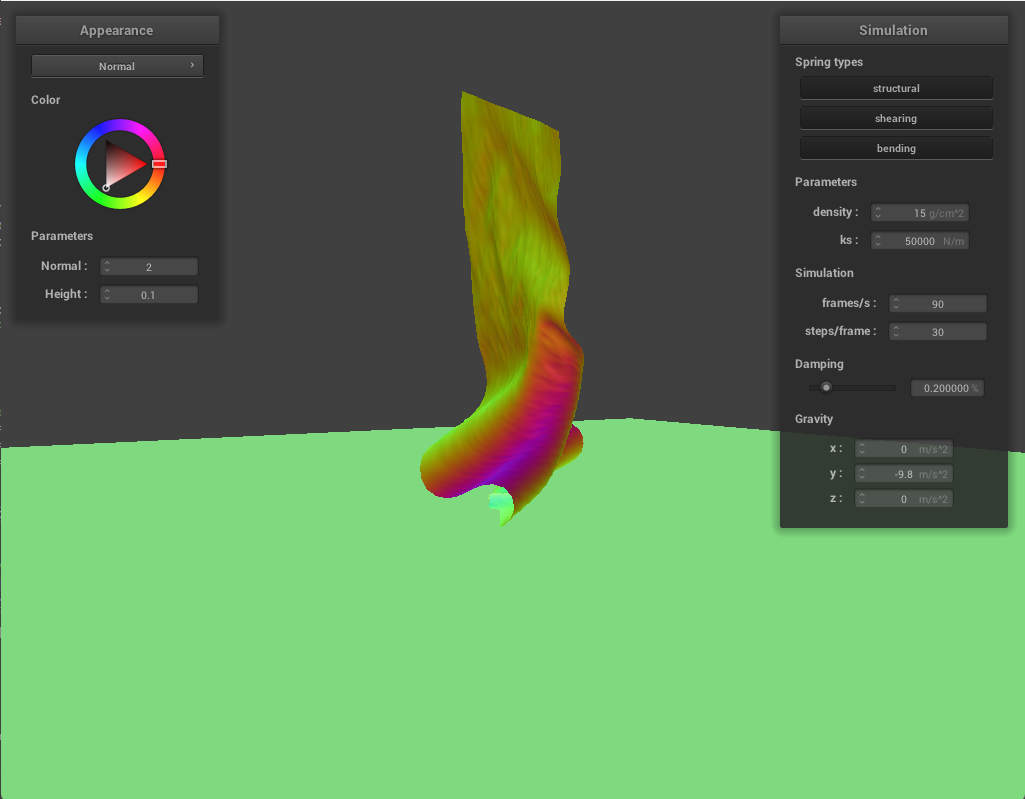 Appearance
Normal
Color
Parameters
Normal : 2
Height : 0.1
Simulation
Spring types
structural
shearing
bending
Parameters
density : 15 g/cm^2
ks : 50000 N/m
Simulation
frames/s : 90
steps/frame : 30
Damping
0.200000 %
Gravity
x : 0 m/s^2
y : -9.8 m/s^2
z : 0 m/s^2